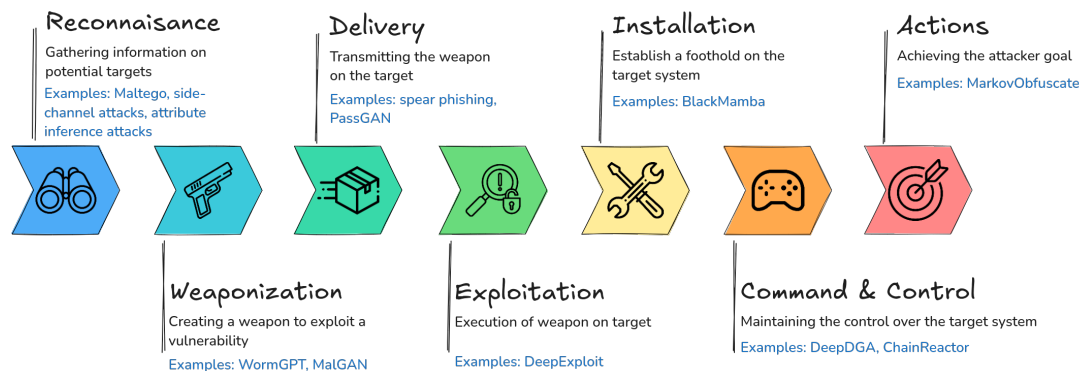 Reconnaisance
Gathering information on
potential targets
Examples: Maltego, side-
channel attacks, attribute
inference attacks
Delivery
Transmitting the weapon
on the target
Examples: spear phishing,
PassGAN
Installation
Establish a foothold on the
target system
Examples: BlackMamba
Actions
Achieving the attacker goal
Examples: MarkovObfuscate
Weaponization
Creating a weapon to exploit a
vulnerability
Examples: WormGPT, MalGAN
Exploitation
Execution of weapon on target
Examples: DeepExploit
Command & Control
Maintaining the control over the target system
Examples: DeepDGA, ChainReactor